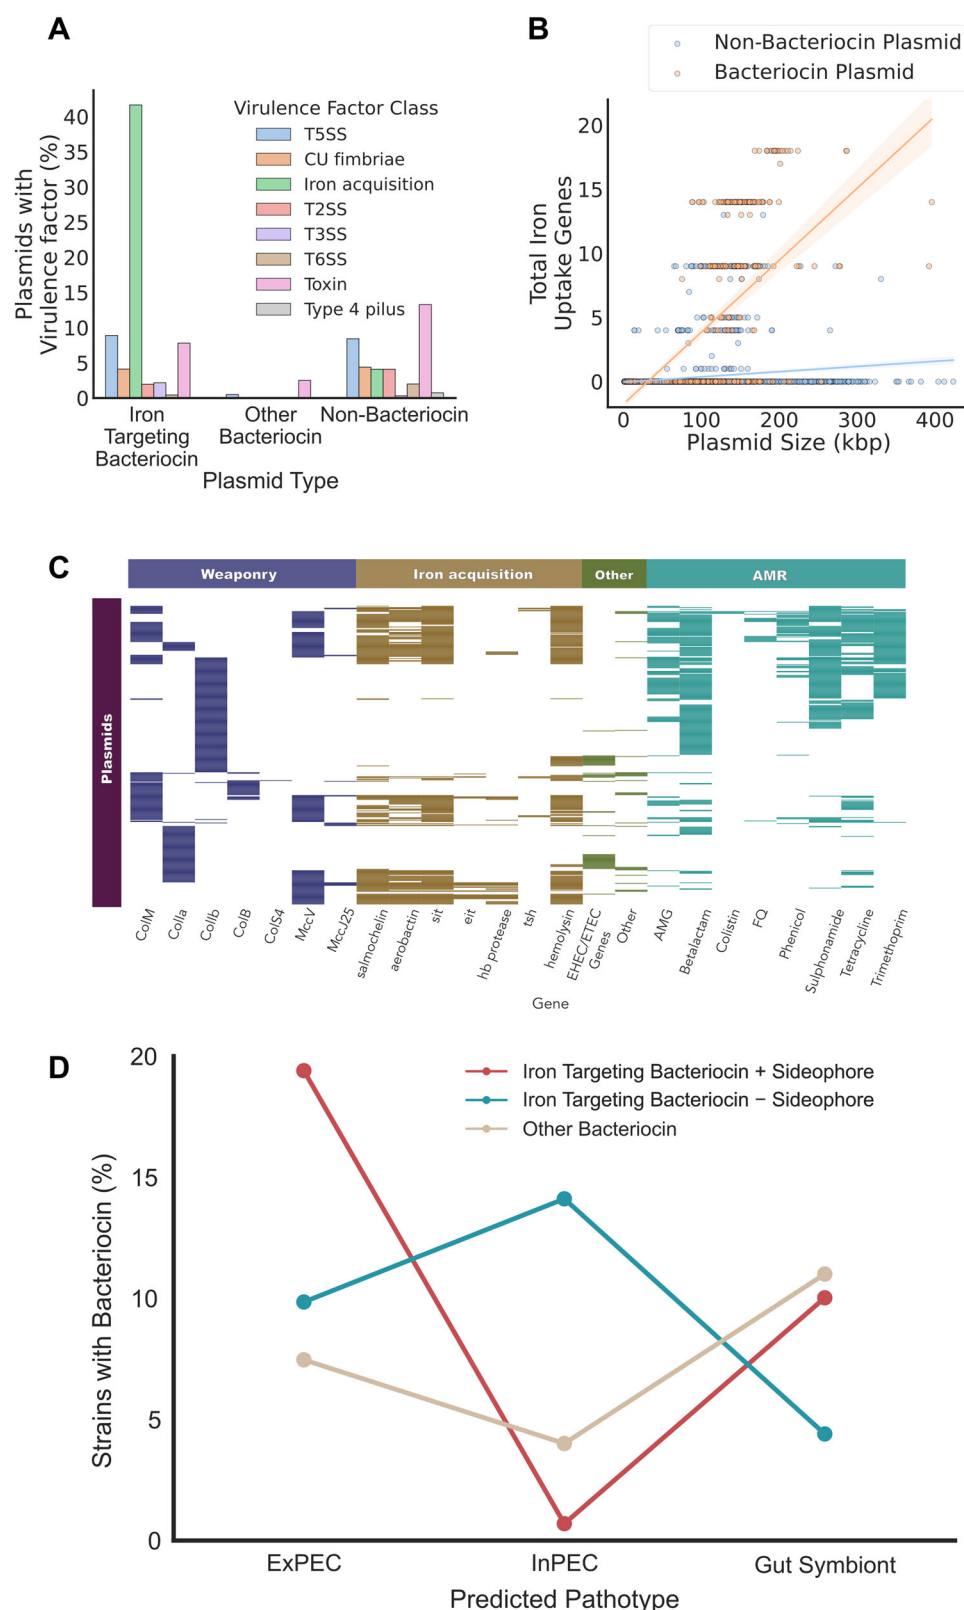 A
Plasmids with
Virulence factor (%)
40
35
30
25
20
15
10
5
0
Virulence Factor Class
T5SS
CU fimbriae
Iron acquisition
T2SS
T3SS
T6SS
Toxin
Type 4 pilus
Iron
Targeting
Bacteriocin
Other
Bacteriocin
Non-Bacteriocin
Plasmid Type
B
Non-Bacteriocin Plasmid
Bacteriocin Plasmid
Total Iron
Uptake Genes
20
15
10
5
0
0 100 200 300 400
Plasmid Size (kbp)
C
Weaponry Iron acquisition Other AMR
Plasmids
ColM
ColIa
ColIb
ColB
ColS4
MccV
MccJ25
salmochelin
aerobactin
sit
eit
hb protease
tsh
hemolysin
EHEC/ETEC
Genes
Other
AMG
Betalactam
Colistin
FQ
Phenicol
Sulphonamide
Tetracycline
Trimethoprim
Gene
D
Strains with Bacteriocin (%)
20
15
10
5
0
Iron Targeting Bacteriocin + Sideophore
Iron Targeting Bacteriocin − Sideophore
Other Bacteriocin
ExPEC InPEC Gut Symbiont
Predicted Pathotype